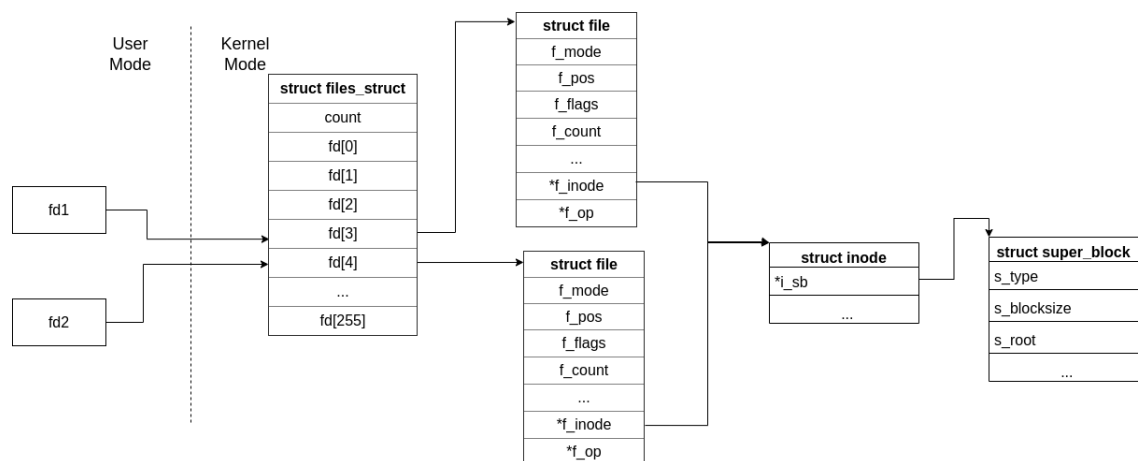 User
Mode
Kernel
Mode
fd1
fd2
struct files_struct
count
fd[0]
fd[1]
fd[2]
fd[3]
fd[4]
...
fd[255]
struct file
f_mode
f_pos
f_flags
f_count
...
*f_inode
*f_op
struct file
f_mode
f_pos
f_flags
f_count
...
*f_inode
*f_op
struct inode
*i_sb
...
struct super_block
s_type
s_blocksize
s_root
...